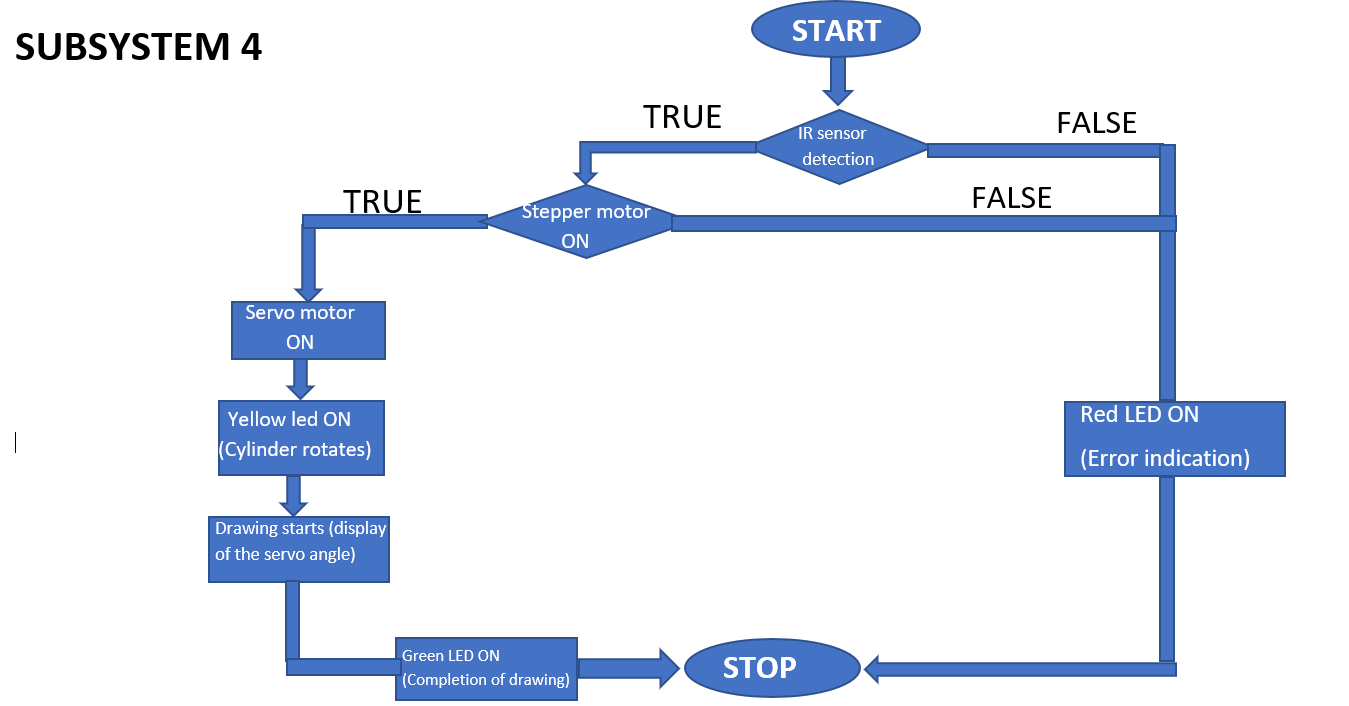 SUBSYSTEM 4
START
TRUE
FALSE
IR sensor
detection
TRUE
FALSE
Stepper motor
ON
Servo motor
ON
Yellow led ON
(Cylinder rotates)
Red LED ON
(Error indication)
Drawing starts (display
of the servo angle)
Green LED ON
(Completion of drawing)
STOP